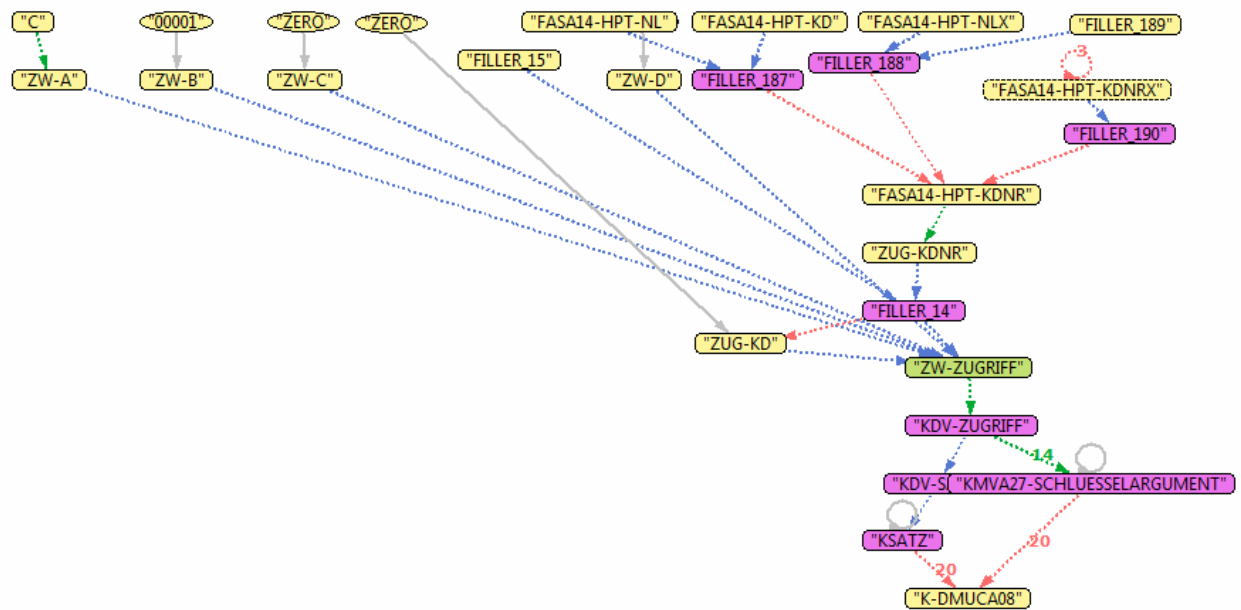 "C"
"00001"
"ZERO"
"ZERO"
"FASA14-HPT-NL"
"FASA14-HPT-KD"
"FASA14-HPT-NLX"
"FILLER_189"
"FILLER_15"
3
"ZW-A"
"ZW-B"
"ZW-C"
"ZW-D"
"FILLER_187"
"FILLER_188"
"FASA14-HPT-KDNRX"
"FILLER_190"
"FASA14-HPT-KDNR"
"ZUG-KDNR"
"FILLER_14"
"ZUG-KD"
"ZW-ZUGRIFF"
"KDV-ZUGRIFF"
14
"KDV-S
"KMVA27-SCHLUESSELARGUMENT"
"KSATZ"
20
20
"K-DMUCA08"